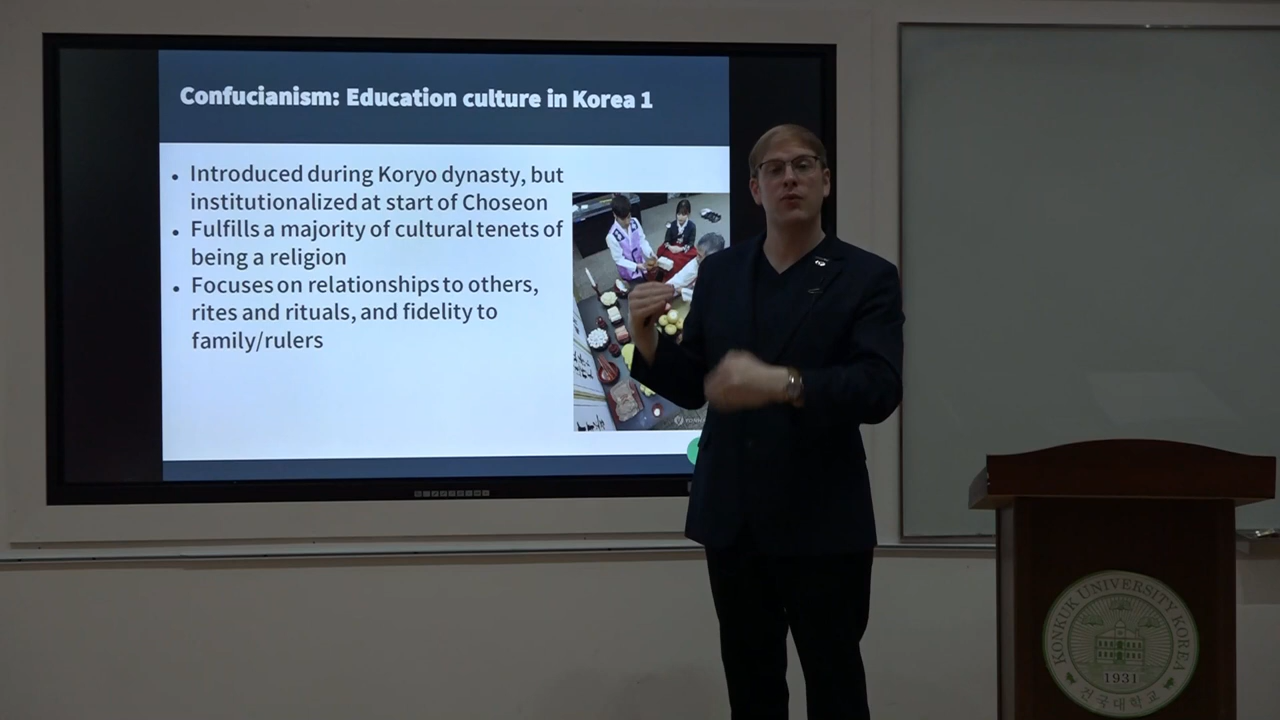 Confucianism: Education culture in Korea 1
• Introduced during Koryo dynasty, but
institutionalized at start of Choseon
• Fulfills a majority of cultural tenets of
being a religion
• Focuses on relationships to others,
rites and rituals, and fidelity to
family/rulers
KONKUK UNIVERSITY KOREA
1931
건국대학교